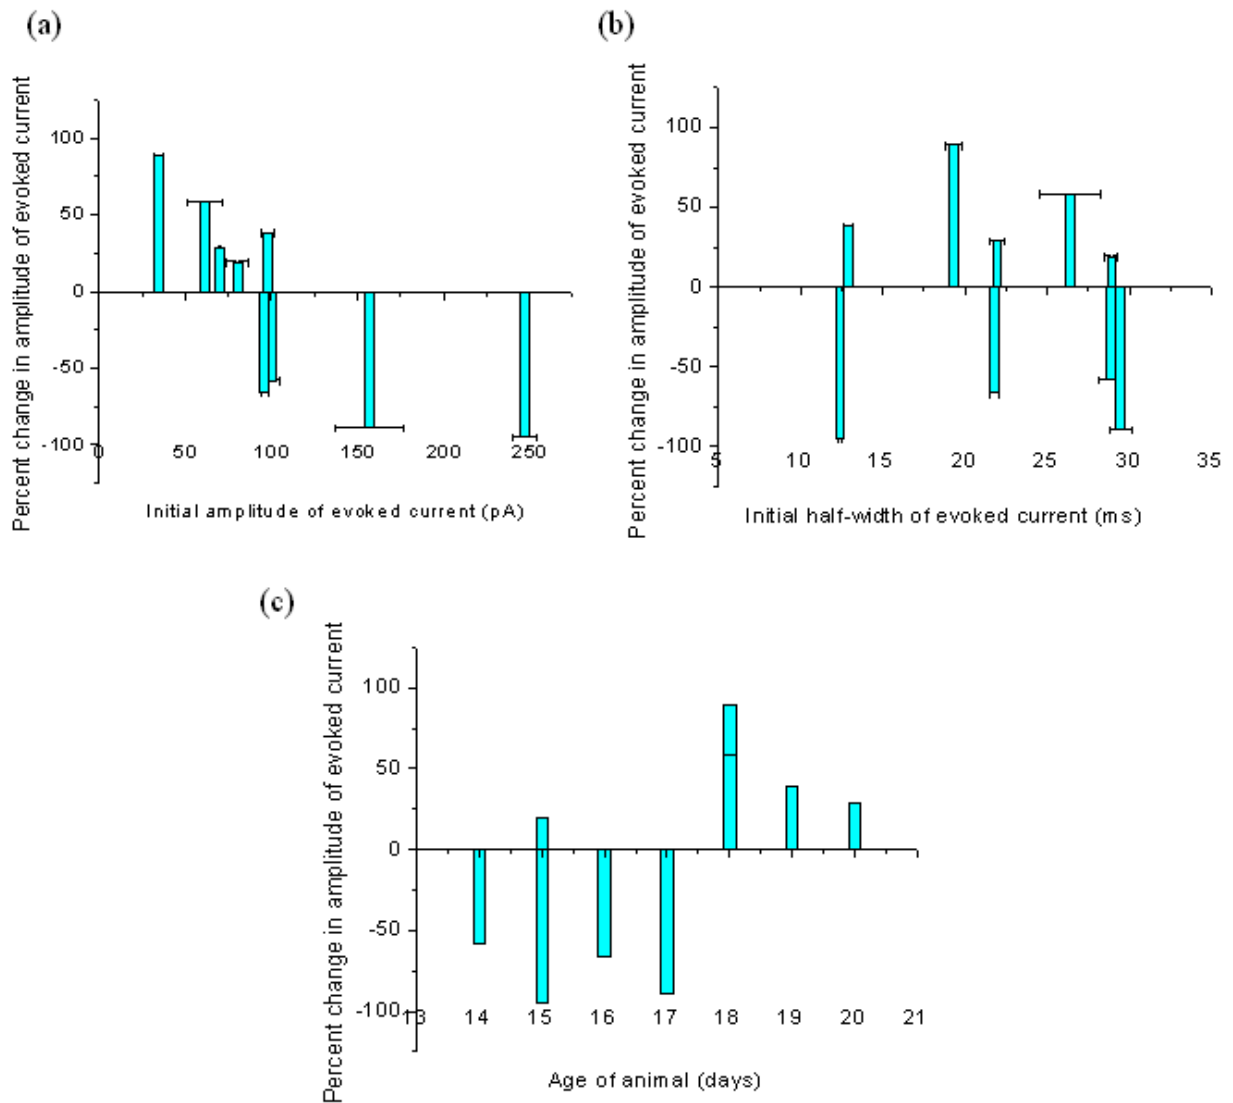 (a)
Percent change in amplitude of evoked current
100
50
0
-50
-100
0 50 100 150 200 250
Initial amplitude of evoked current (pA)
(b)
Percent change in amplitude of evoked current
100
50
0
-50
-100
5 10 15 20 25 30 35
Initial half-width of evoked current (ms)
(c)
Percent change in amplitude of evoked current
100
50
0
-50
-100
13 14 15 16 17 18 19 20 21
Age of animal (days)